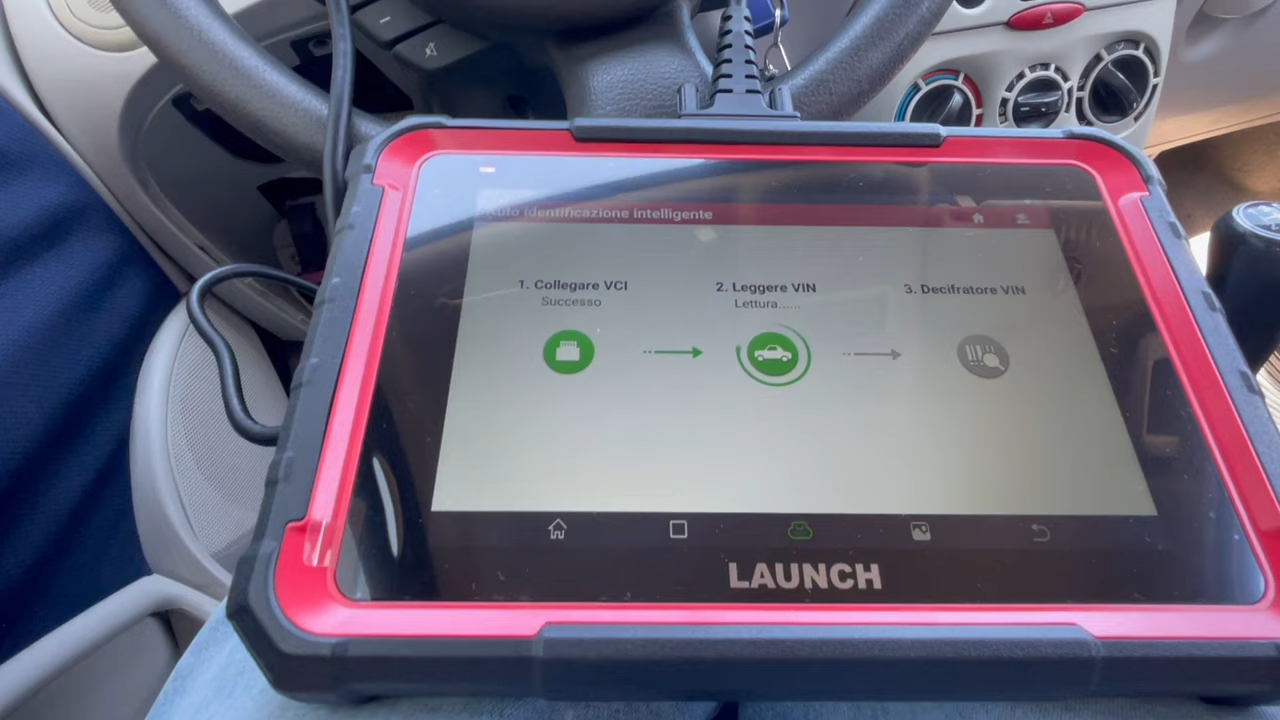 Auto identificazione intelligente
1. Collegare VCI
Successo
2. Leggere VIN
Lettura......
3. Decifratore VIN
LAUNCH